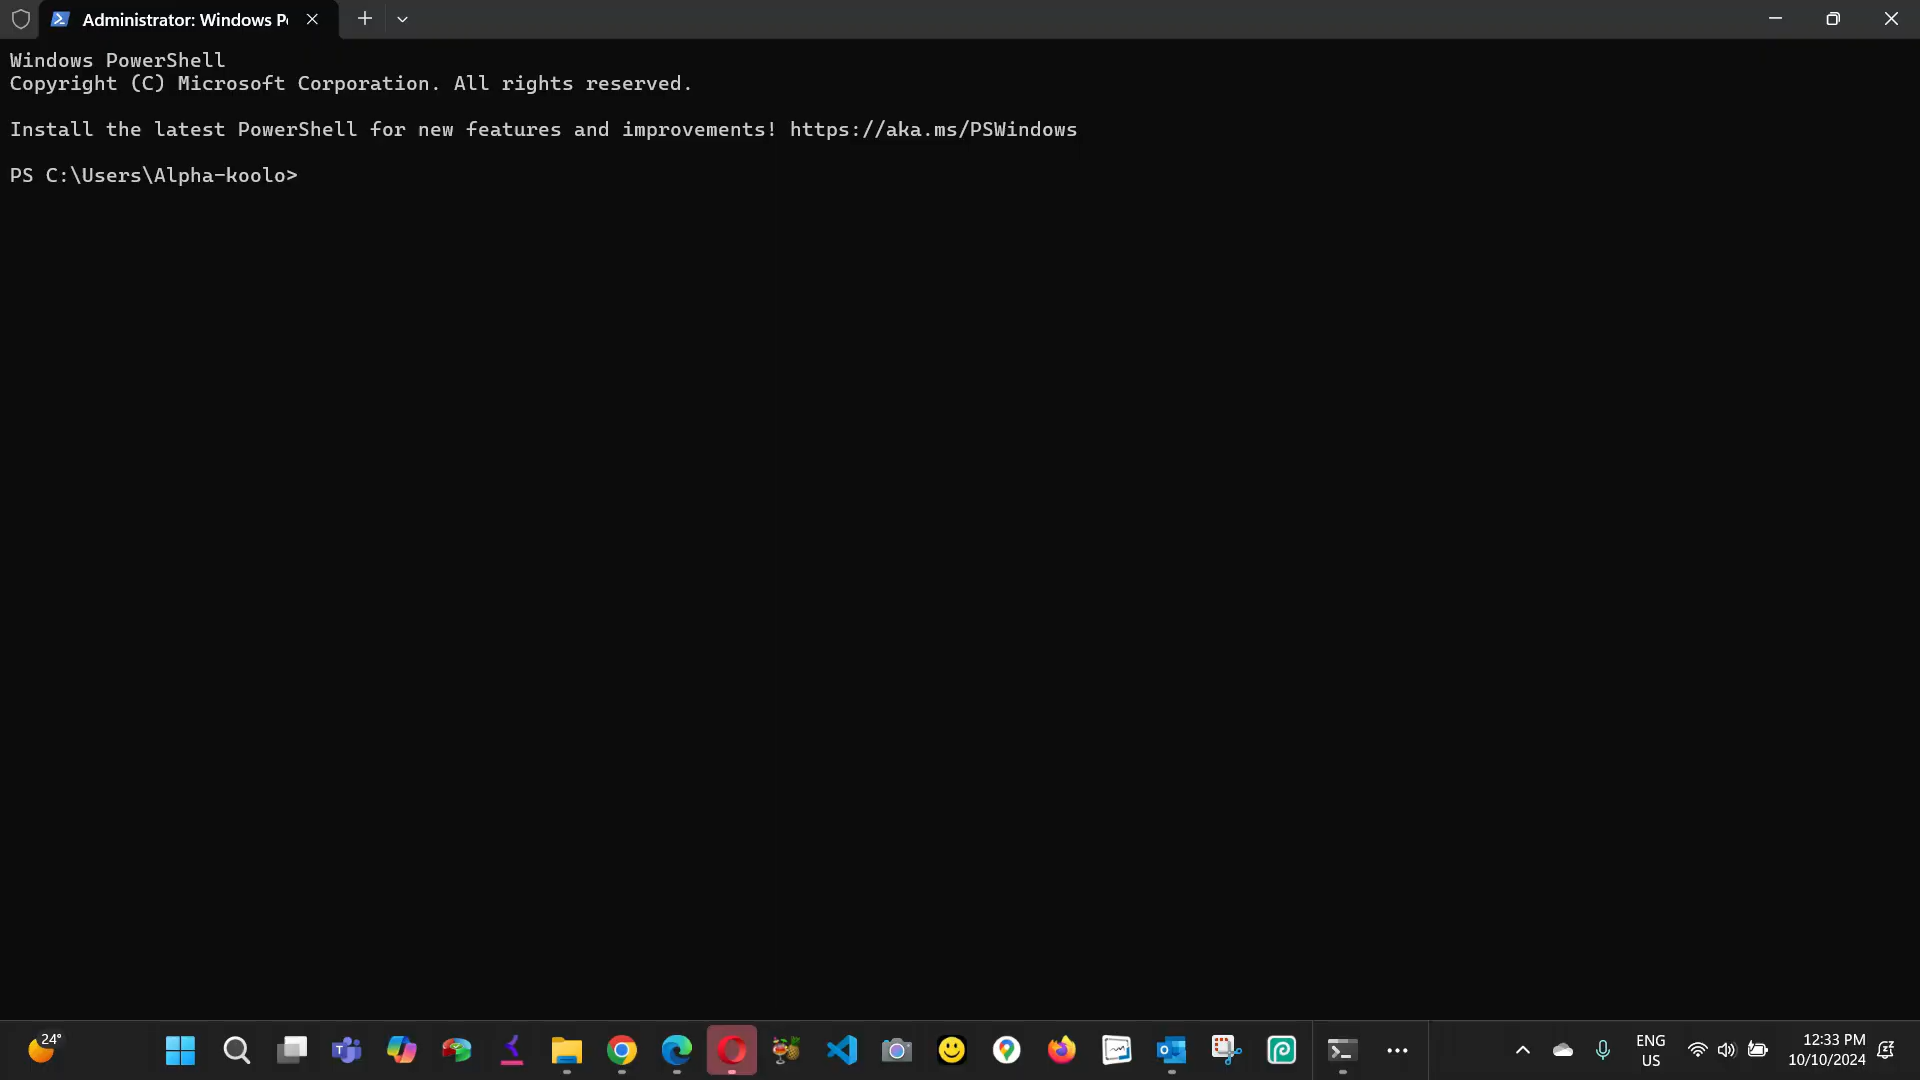 Administrator: Windows P
Windows PowerShell
Copyright (C) Microsoft Corporation. All rights reserved.
Install the latest PowerShell for new features and improvements! https://aka.ms/PSWindows
PS C:\Users\Alpha-koolo>
24°
ENG
US
12:33 PM
10/10/2024